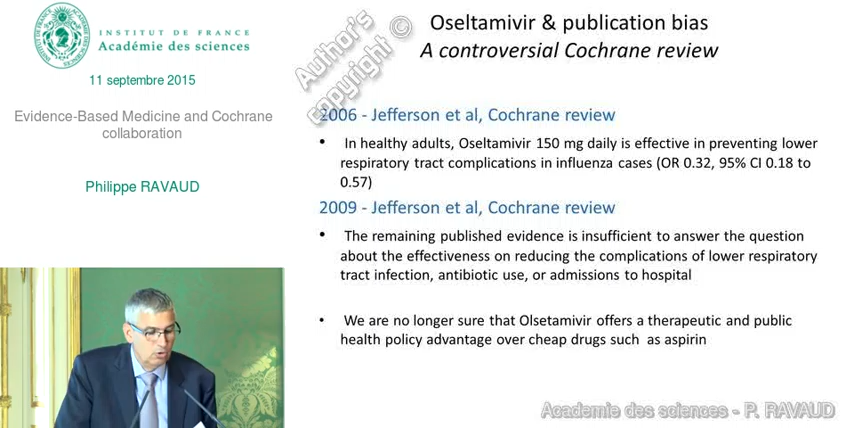 INSTITUT DE FRANCE
Académie des sciences
11 septembre 2015
Evidence-Based Medicine and Cochrane
collaboration
Philippe RAVAUD
Author's
copyright ©
Oseltamivir & publication bias
A controversial Cochrane review
2006 - Jefferson et al, Cochrane review
• In healthy adults, Oseltamivir 150 mg daily is effective in preventing lower
respiratory tract complications in influenza cases (OR 0.32, 95% CI 0.18 to
0.57)
2009 - Jefferson et al, Cochrane review
• The remaining published evidence is insufficient to answer the question
about the effectiveness on reducing the complications of lower respiratory
tract infection, antibiotic use, or admissions to hospital
• We are no longer sure that Olsetamivir offers a therapeutic and public
health policy advantage over cheap drugs such as aspirin
Academie des sciences - P. RAVAUD